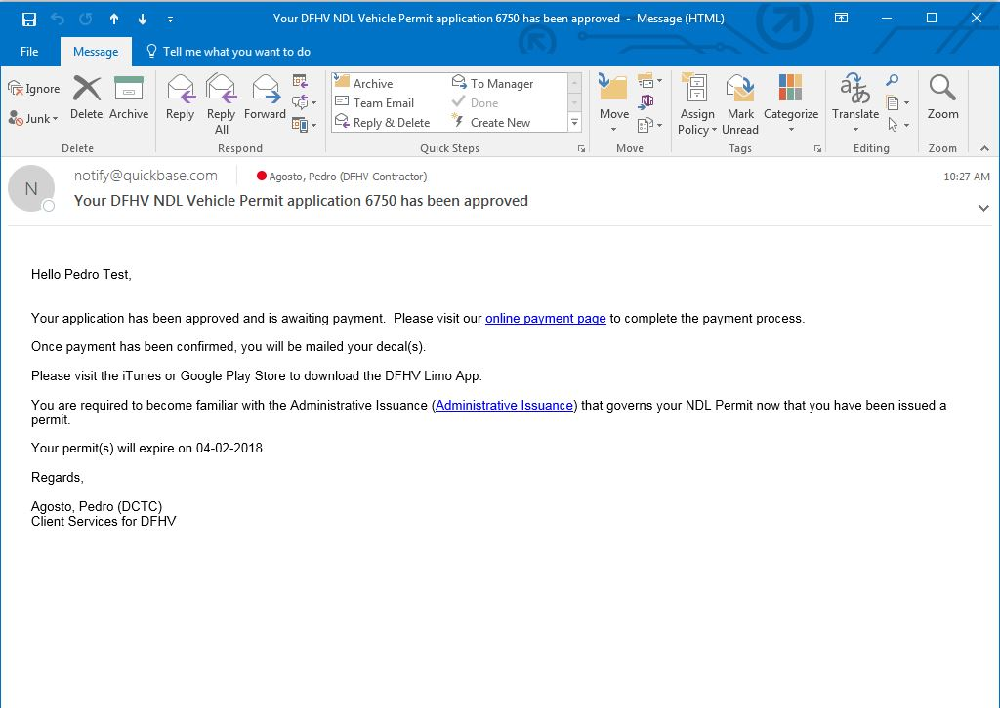 Your DFHV NDL Vehicle Permit application 6750 has been approved - Message (HTML)
File Message Tell me what you want to do
Ignore
Junk
Delete
Archive
Reply
Reply All
Forward
Archive
Team Email
Reply & Delete
To Manager
Done
Create New
Move
Assign Policy
Mark Unread
Categorize
Translate
Zoom
Delete Respond Quick Steps Move Tags Editing Zoom
N
notify@quickbase.com Agosto, Pedro (DFHV-Contractor) 10:27 AM
Your DFHV NDL Vehicle Permit application 6750 has been approved
Hello Pedro Test,
Your application has been approved and is awaiting payment.  Please visit our online payment page to complete the payment process.
Once payment has been confirmed, you will be mailed your decal(s).
Please visit the iTunes or Google Play Store to download the DFHV Limo App.
You are required to become familiar with the Administrative Issuance (Administrative Issuance) that governs your NDL Permit now that you have been issued a
permit.
Your permit(s) will expire on 04-02-2018
Regards,
Agosto, Pedro (DCTC)
Client Services for DFHV